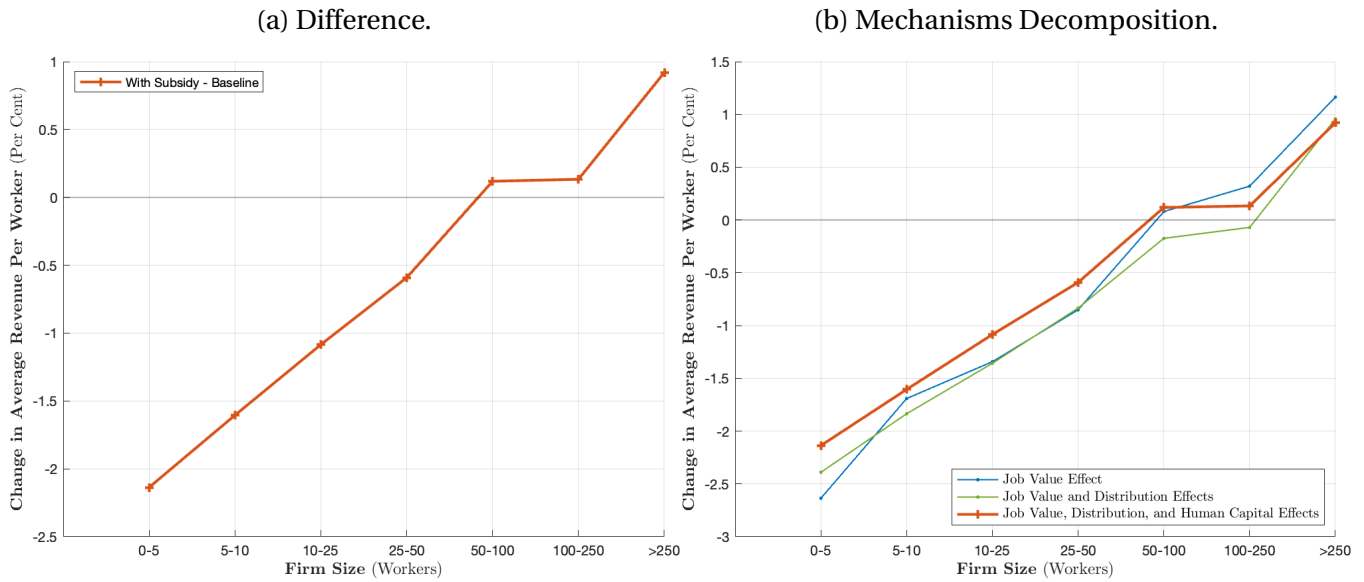 (a) Difference.
With Subsidy - Baseline
Change in Average Revenue Per Worker (Per Cent)
1
0.5
0
-0.5
-1
-1.5
-2
-2.5
0-5 5-10 10-25 25-50 50-100 100-250 >250
Firm Size (Workers)
(b) Mechanisms Decomposition.
Change in Average Revenue Per Worker (Per Cent)
1.5
1
0.5
0
-0.5
-1
-1.5
-2
-2.5
-3
Job Value Effect
Job Value and Distribution Effects
Job Value, Distribution, and Human Capital Effects
0-5 5-10 10-25 25-50 50-100 100-250 >250
Firm Size (Workers)